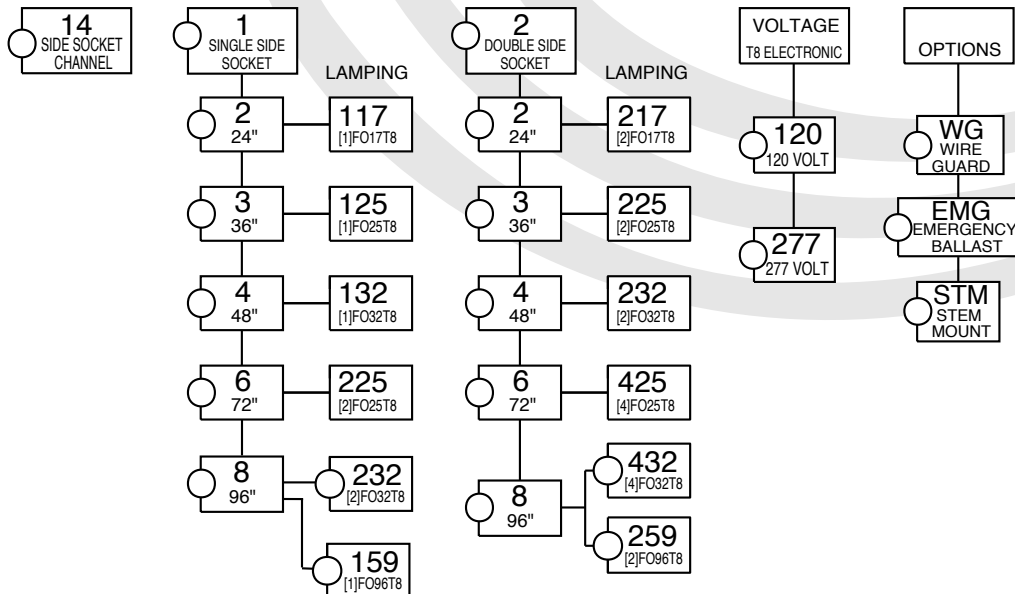 14
SIDE SOCKET
CHANNEL
1
SINGLE SIDE
SOCKET
LAMPING
2
24"
117
[1]FO17T8
3
36"
125
[1]FO25T8
4
48"
132
[1]FO32T8
6
72"
225
[2]FO25T8
8
96"
232
[2]FO32T8
159
[1]FO96T8
2
DOUBLE SIDE
SOCKET
LAMPING
2
24"
217
[2]FO17T8
3
36"
225
[2]FO25T8
4
48"
232
[2]FO32T8
6
72"
425
[4]FO25T8
8
96"
432
[4]FO32T8
259
[2]FO96T8
VOLTAGE
T8 ELECTRONIC
120
120 VOLT
277
277 VOLT
OPTIONS
WG
WIRE
GUARD
EMG
EMERGENCY
BALLAST
STM
STEM
MOUNT